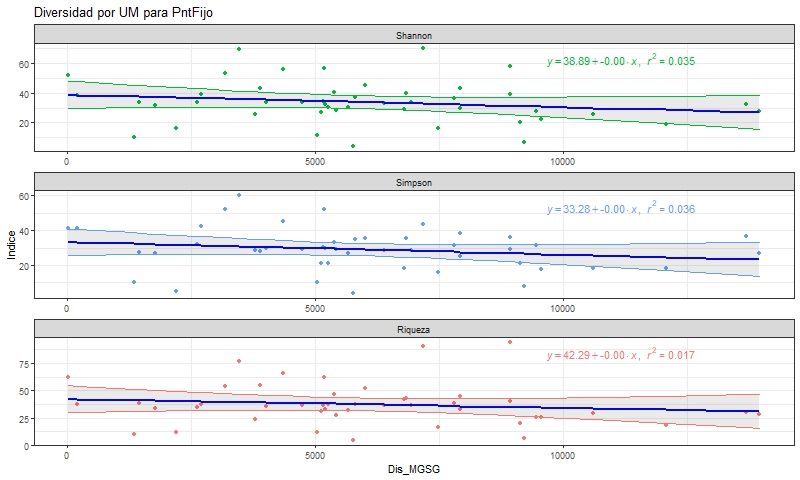 Diversidad por UM para PntFijo
Shannon
y = 38.89 + -0.00 · x, r² = 0.035
60
40
20
0
5000
10000
Simpson
y = 33.28 + -0.00 · x, r² = 0.036
60
40
20
0
5000
10000
Riqueza
y = 42.29 + -0.00 · x, r² = 0.017
75
50
25
0
0
5000
10000
Indice
Dis_MGSG